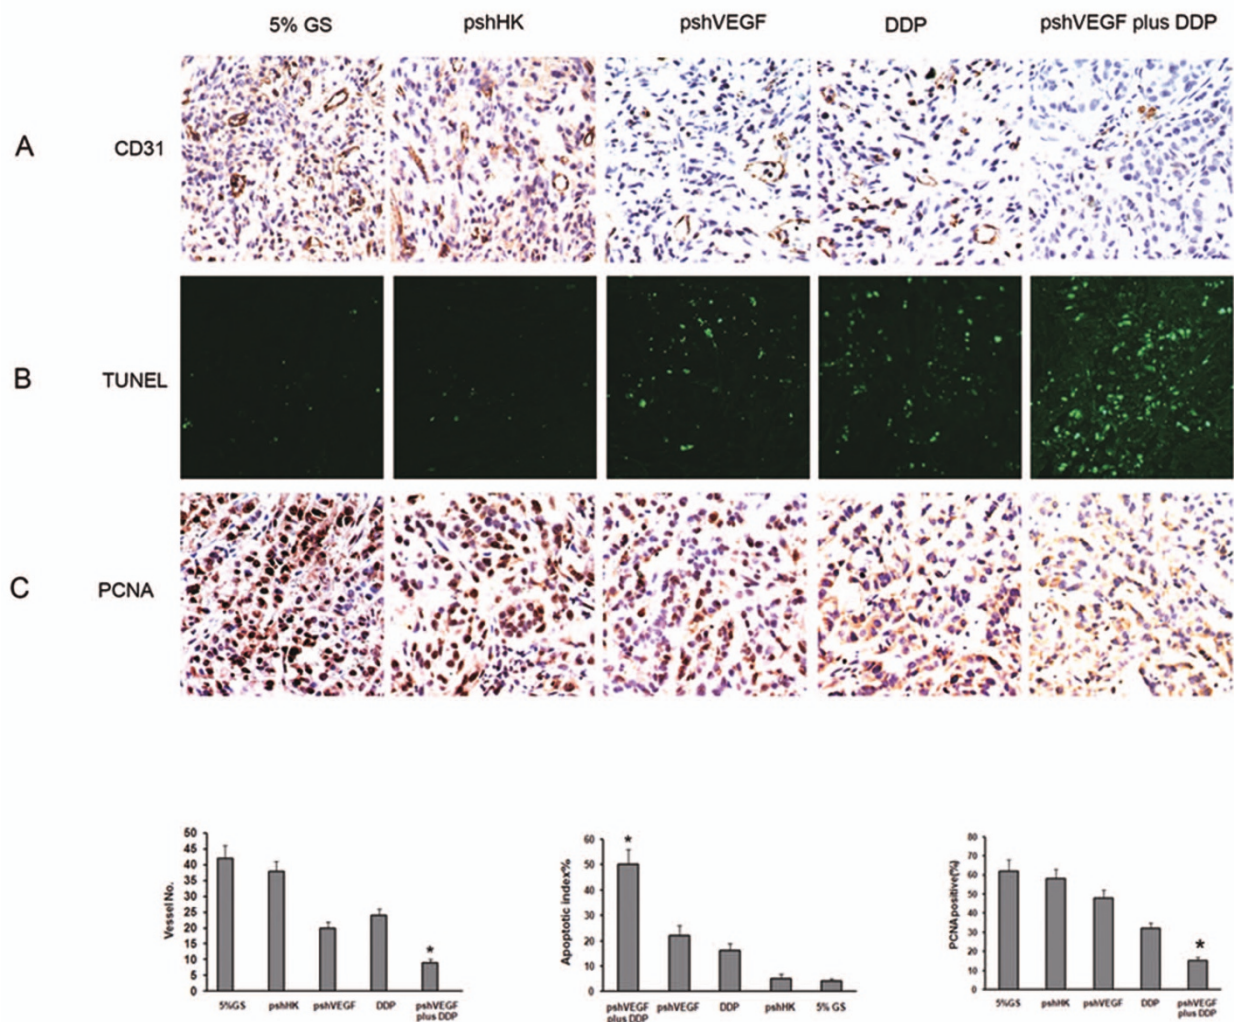 5% GS pshHK pshVEGF DDP pshVEGF plus DDP
A CD31
B TUNEL
C PCNA
Vessel No.
50
45
40
35
30
25
20
15
10
5
0
*
5%GS pshHK pshVEGF DDP pshVEGF
plus DDP
Apoptotic index%
60
50
40
30
20
10
0
*
pshVEGF pshVEGF DDP pshHK 5% GS
plus DDP
PCNApositive(%)
80
70
60
50
40
30
20
10
0
*
5%GS pshHK pshVEGF DDP pshVEGF
plus DDP